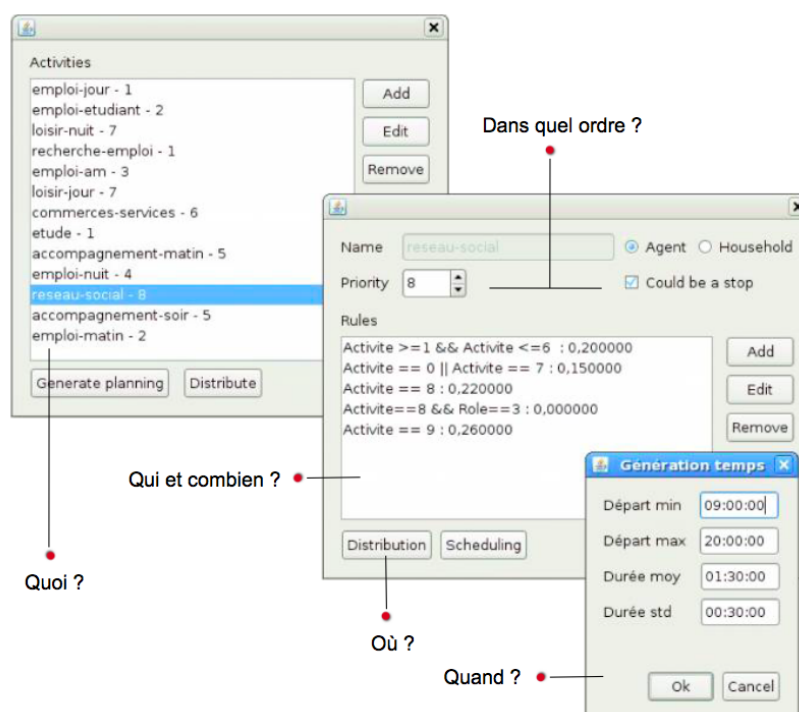 Activities
emploi-jour - 1
emploi-etudiant - 2
loisir-nuit - 7
recherche-emploi - 1
emploi-am - 3
loisir-jour - 7
commerces-services - 6
etude - 1
accompagnement-matin - 5
emploi-nuit - 4
reseau-social - 8
accompagnement-soir - 5
emploi-matin - 2
Add
Edit
Remove
Generate planning
Distribute
Quoi ?
Dans quel ordre ?
Name reseau-social Agent Household
Priority 8 Could be a stop
Rules
Activite >=1 && Activite <=6 : 0,200000
Activite == 0 || Activite == 7 : 0,150000
Activite == 8 : 0,220000
Activite==8 && Role==3 : 0,000000
Activite == 9 : 0,260000
Add
Edit
Remove
Qui et combien ?
Distribution
Scheduling
Où ?
Génération temps
Départ min 09:00:00
Départ max 20:00:00
Durée moy 01:30:00
Durée std 00:30:00
Ok
Cancel
Quand ?